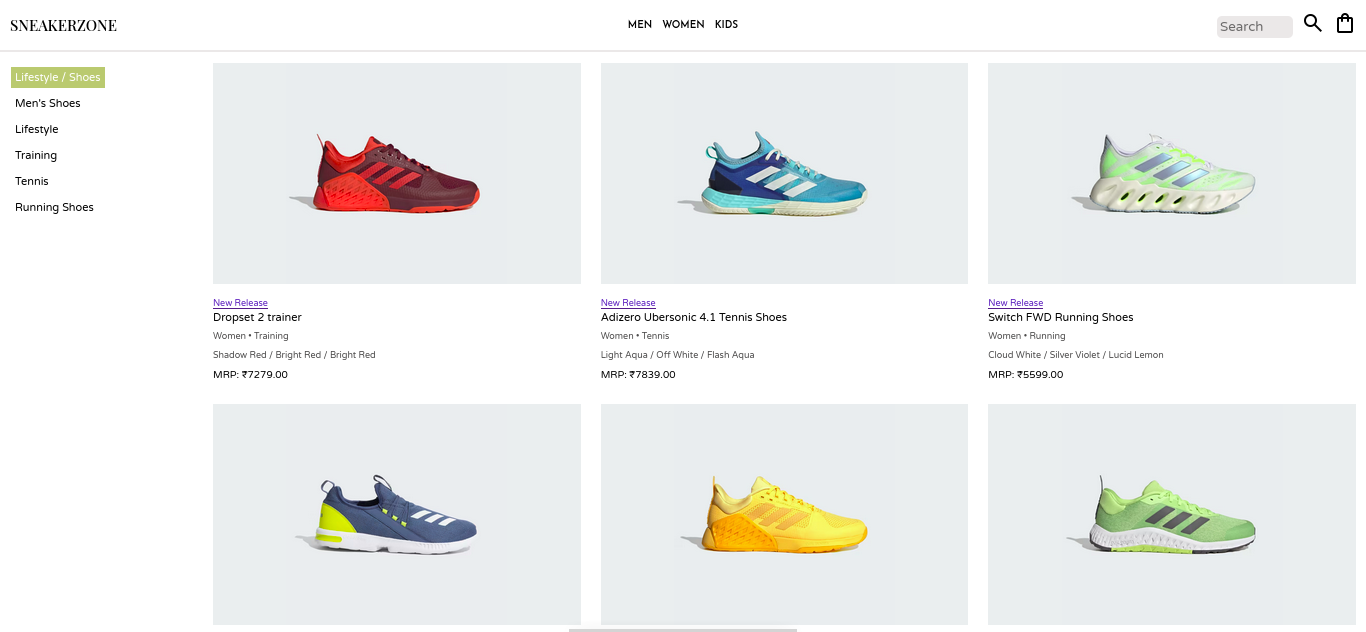 SNEAKERZONE
MEN WOMEN KIDS
Search
Lifestyle / Shoes
Men's Shoes
Lifestyle
Training
Tennis
Running Shoes
New Release
Dropset 2 trainer
Women • Training
Shadow Red / Bright Red / Bright Red
MRP: ₹7279.00
New Release
Adizero Ubersonic 4.1 Tennis Shoes
Women • Tennis
Light Aqua / Off White / Flash Aqua
MRP: ₹7839.00
New Release
Switch FWD Running Shoes
Women • Running
Cloud White / Silver Violet / Lucid Lemon
MRP: ₹5599.00